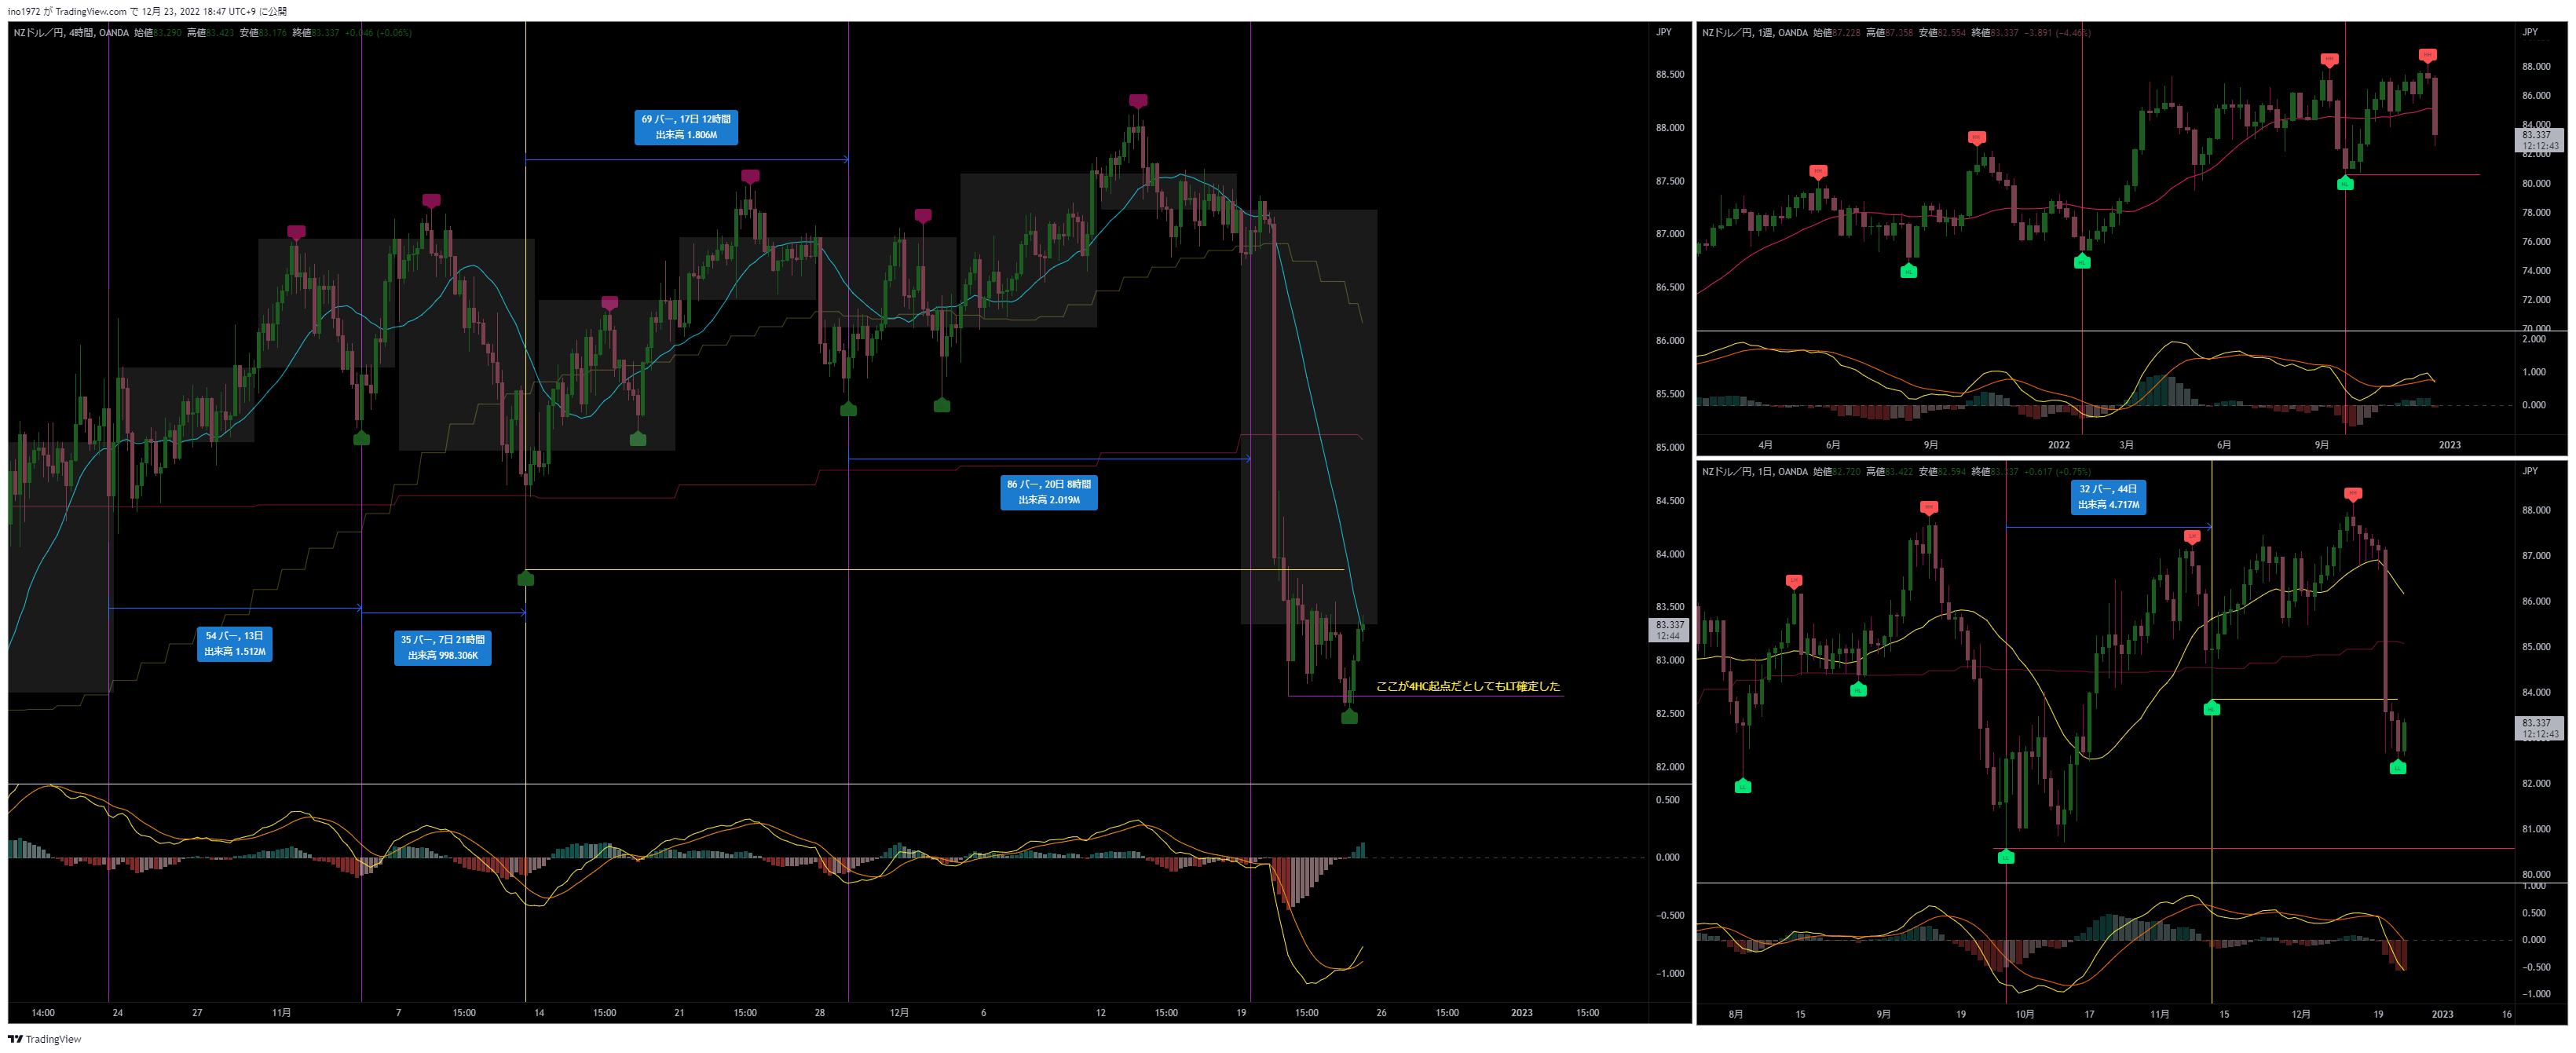 ino1972 が TradingView.com で 12月 23, 2022 18:47 UTC+9 に公開
NZドル／円, 4時間, OANDA 始値83.290 高値83.423 安値83.176 終値83.337 +0.046 (+0.06%)
JPY
88.500
88.000
87.500
87.000
86.500
86.000
85.500
85.000
84.500
84.000
83.500
83.337
12:44
83.000
82.500
82.000
0.500
0.000
−0.500
−1.000
69 バー, 17日 12時間
出来高 1.806M
86 バー, 20日 8時間
出来高 2.019M
54 バー, 13日
出来高 1.512M
35 バー, 7日 21時間
出来高 998.306K
ここが4HC起点だとしてもLT確定した
14:00 24 27 11月 7 15:00 14 15:00 21 15:00 28 12月 6 12 15:00 19 15:00 26 15:00 2023 15:00
NZドル／円, 1週, OANDA 始値87.228 高値87.358 安値82.554 終値83.337 −3.891 (−4.46%)
JPY
88.000
86.000
84.000
83.337
12:12:43
82.000
80.000
78.000
76.000
74.000
72.000
70.000
2.000
1.000
0.000
4月 6月 9月 2022 3月 6月 9月 2023
NZドル／円, 1日, OANDA 始値82.720 高値83.422 安値82.594 終値83.337 +0.617 (+0.75%)
JPY
32 バー, 44日
出来高 4.717M
88.000
87.000
86.000
85.000
84.000
83.337
12:12:43
82.000
81.000
80.000
1.000
0.500
0.000
−0.500
−1.000
8月 15 9月 19 10月 17 11月 15 12月 19 2023 16
TradingView